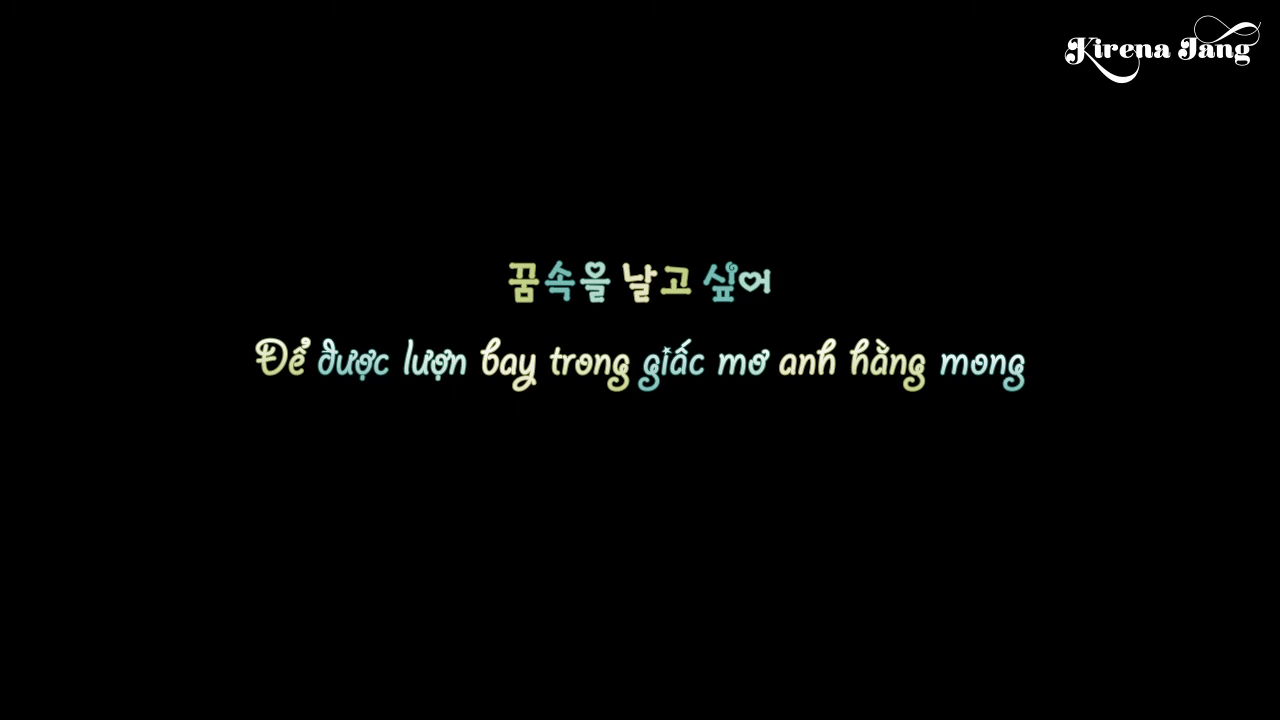 Kirena Jang
꿈속을 날고 싶어
Để được lượn bay trong giấc mơ anh hằng mong